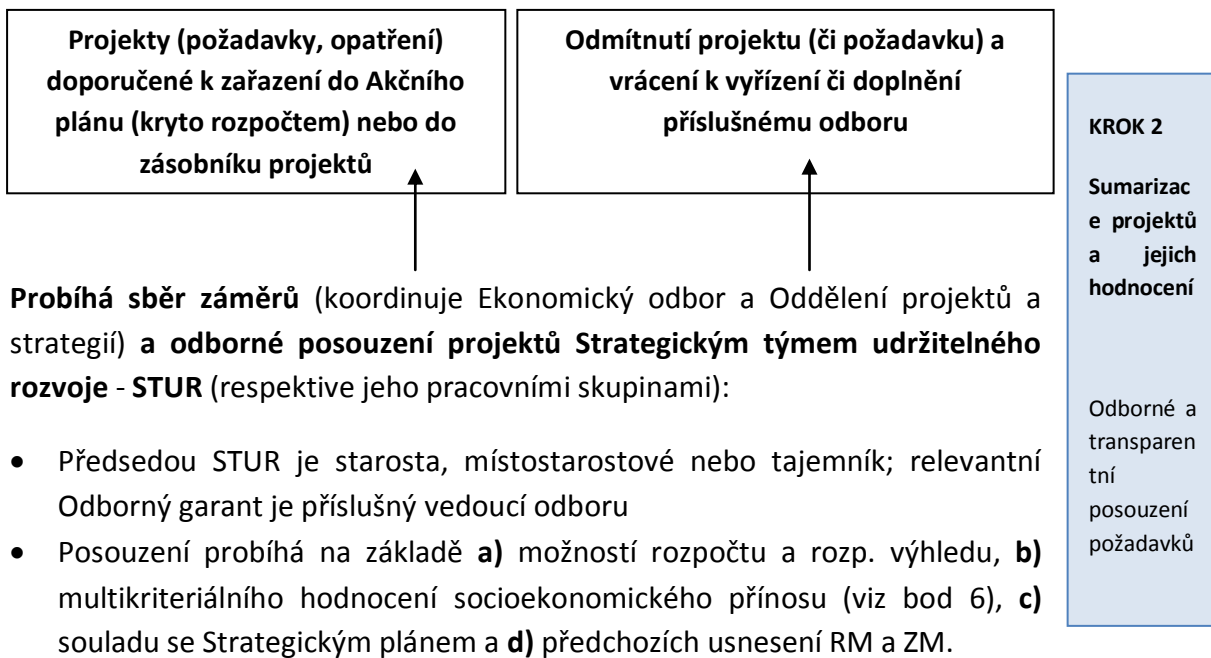 Projekty (požadavky, opatření)
doporučené k zařazení do Akčního
plánu (kryto rozpočtem) nebo do
zásobníku projektů
Odmítnutí projektu (či požadavku) a
vrácení k vyřízení či doplnění
příslušnému odboru
KROK 2
Sumarizac
e projektů
a jejich
hodnocení
Odborné a
transparen
tní
posouzení
požadavků
Probíhá sběr záměrů (koordinuje Ekonomický odbor a Oddělení projektů a
strategií) a odborné posouzení projektů Strategickým týmem udržitelného
rozvoje - STUR (respektive jeho pracovními skupinami):
• Předsedou STUR je starosta, místostarostové nebo tajemník; relevantní
Odborný garant je příslušný vedoucí odboru
• Posouzení probíhá na základě a) možností rozpočtu a rozp. výhledu, b)
multikriteriálního hodnocení socioekonomického přínosu (viz bod 6), c)
souladu se Strategickým plánem a d) předchozích usnesení RM a ZM.